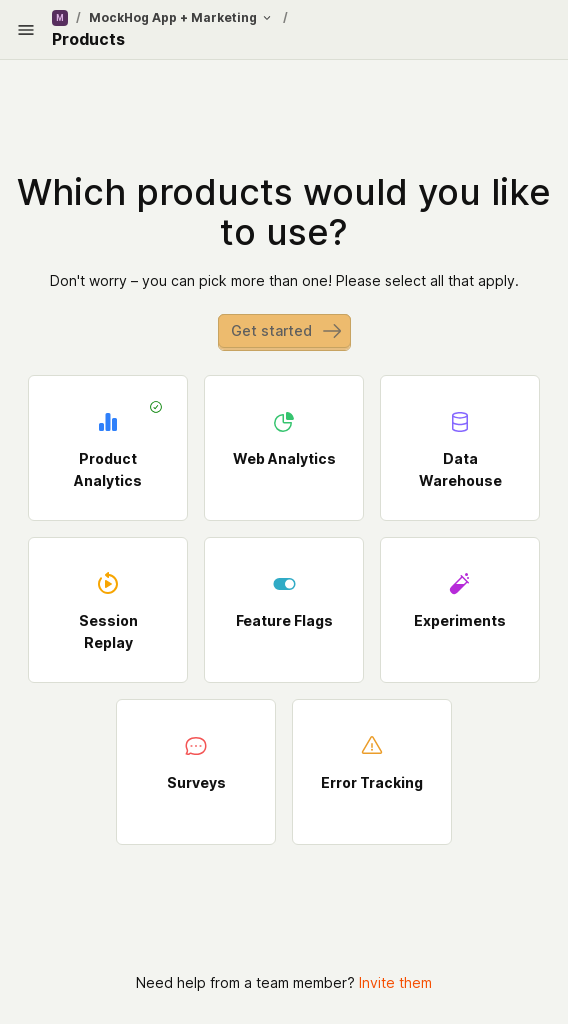 M / MockHog App + Marketing /
Products
Which products would you like
to use?
Don't worry – you can pick more than one! Please select all that apply.
Get started
Product
Analytics
Web Analytics
Data
Warehouse
Session
Replay
Feature Flags
Experiments
Surveys
Error Tracking
Need help from a team member? Invite them